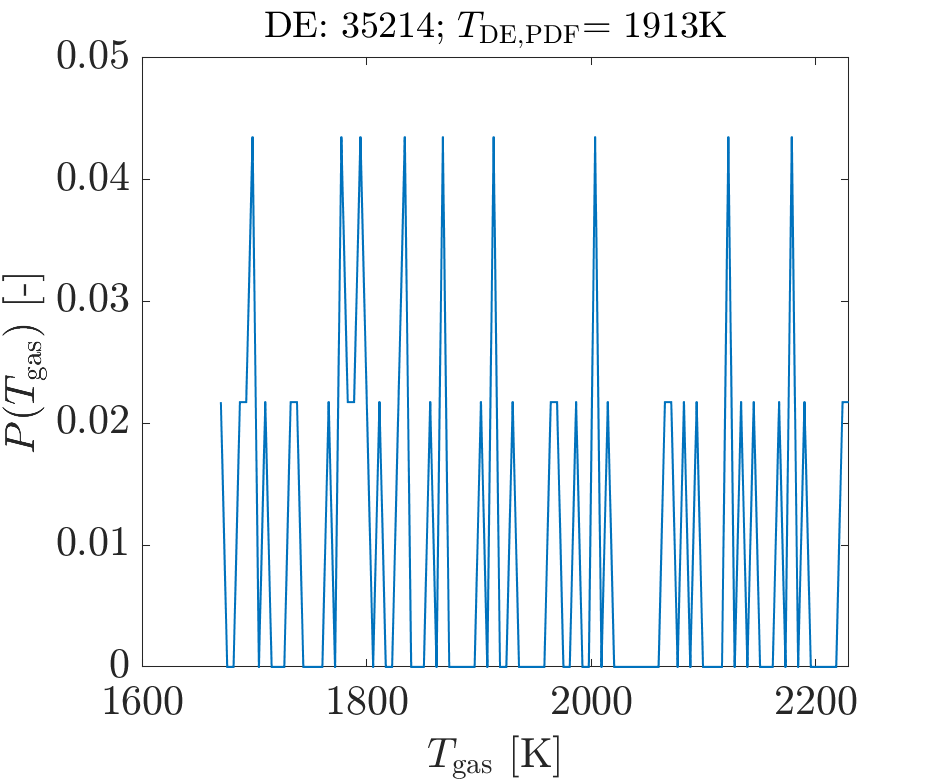 DE: 35214; T_DE,PDF= 1913K
0.05
0.04
0.03
0.02
0.01
0
P(T_gas) [-]
1600 1800 2000 2200
T_gas [K]